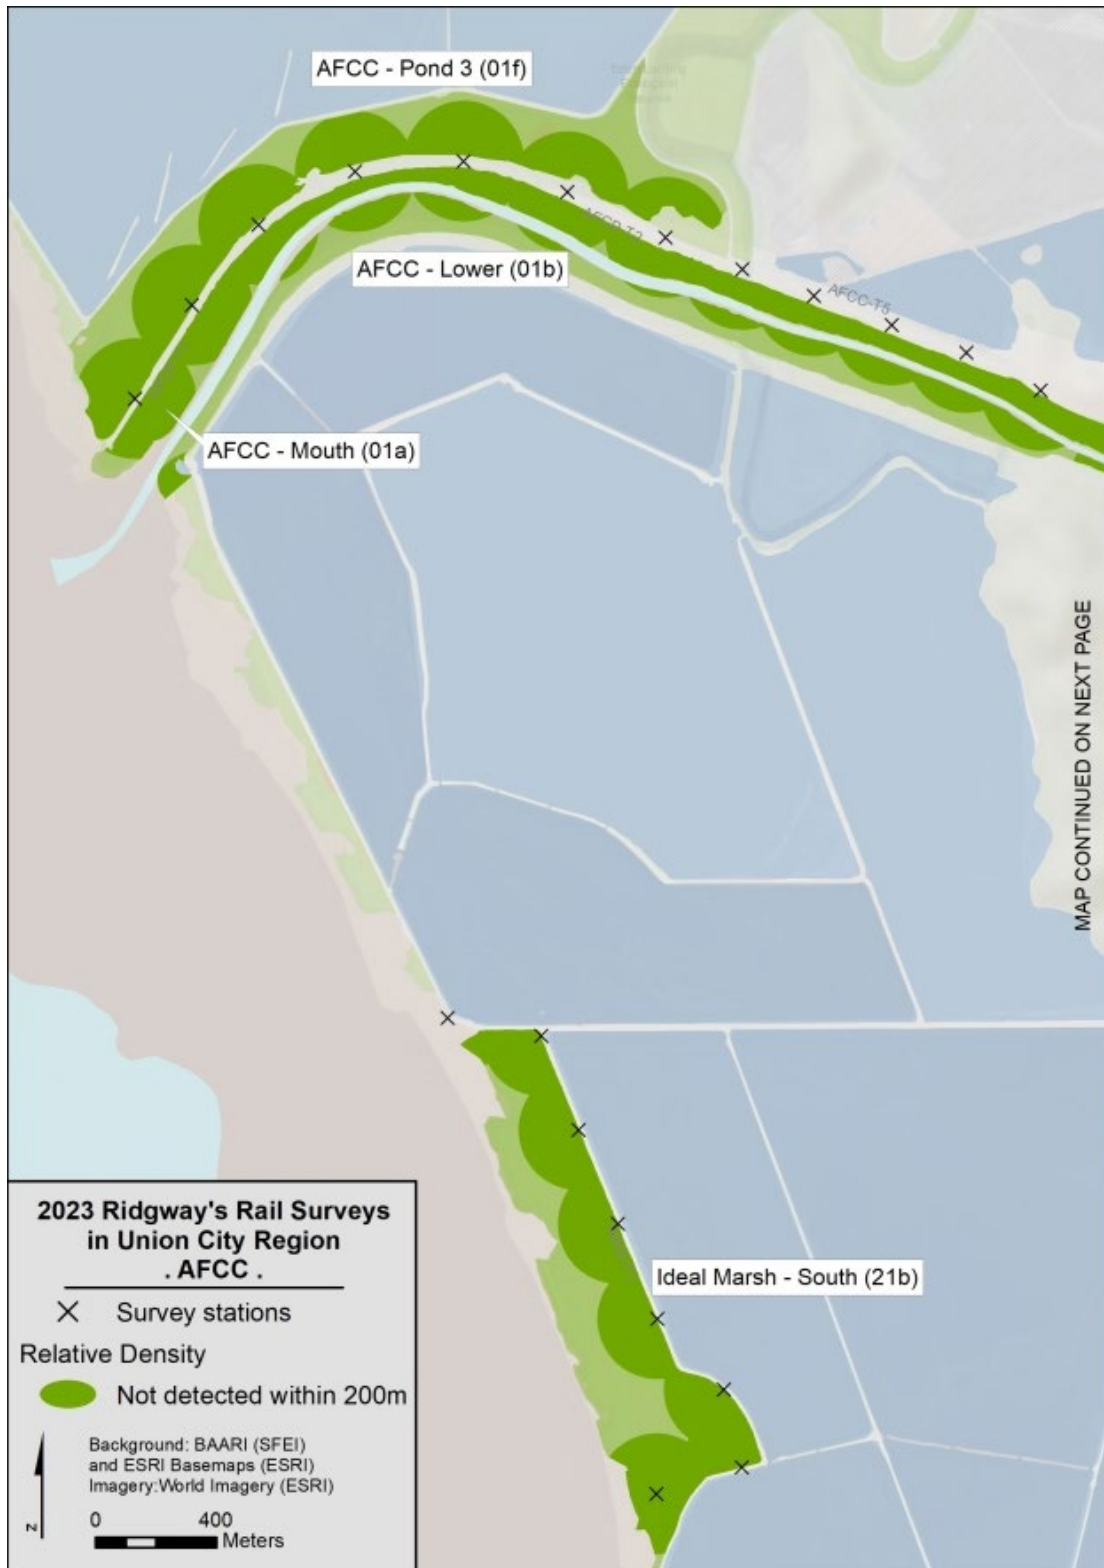 AFCC - Pond 3 (01f)
AFCC - Lower (01b)
AFCC-T5
AFCC - Mouth (01a)
MAP CONTINUED ON NEXT PAGE
Ideal Marsh - South (21b)
2023 Ridgway's Rail Surveys
in Union City Region
. AFCC .
Survey stations
Relative Density
Not detected within 200m
Background: BAARI (SFEI)
and ESRI Basemaps (ESRI)
Imagery:World Imagery (ESRI)
N
0 400
Meters